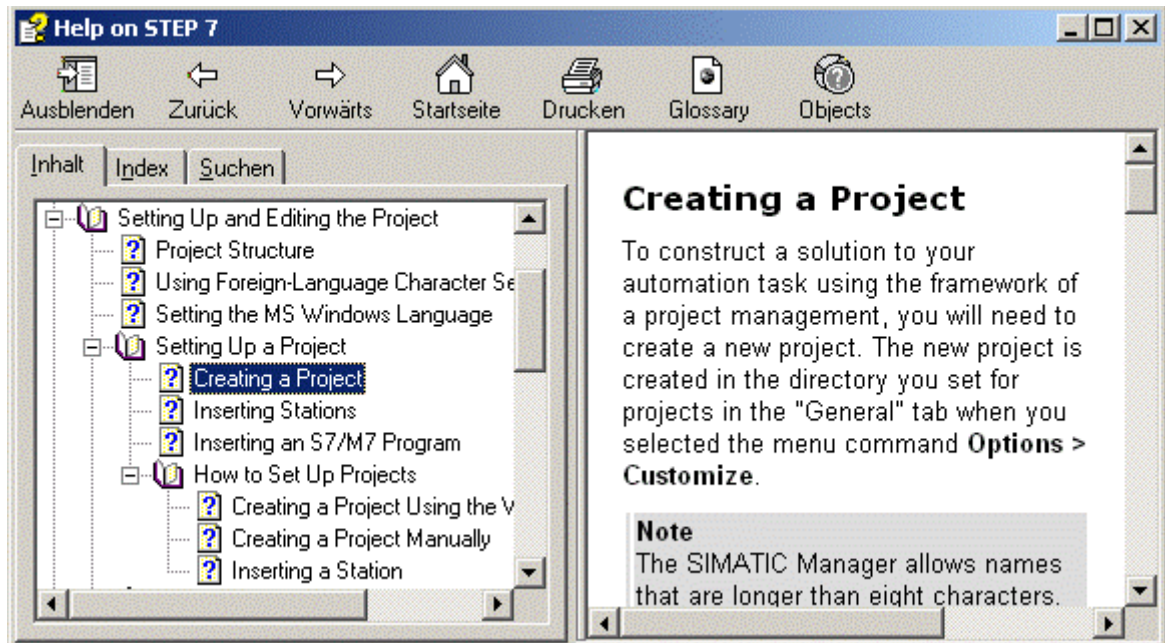 Help on STEP 7
Ausblenden Zurück Vorwärts Startseite Drucken Glossary Objects
Inhalt Index Suchen
Setting Up and Editing the Project
Project Structure
Using Foreign-Language Character Se
Setting the MS Windows Language
Setting Up a Project
Creating a Project
Inserting Stations
Inserting an S7/M7 Program
How to Set Up Projects
Creating a Project Using the W
Creating a Project Manually
Inserting a Station
Creating a Project
To construct a solution to your
automation task using the framework of
a project management, you will need to
create a new project. The new project is
created in the directory you set for
projects in the "General" tab when you
selected the menu command Options >
Customize.
Note
The SIMATIC Manager allows names
that are longer than eight characters.